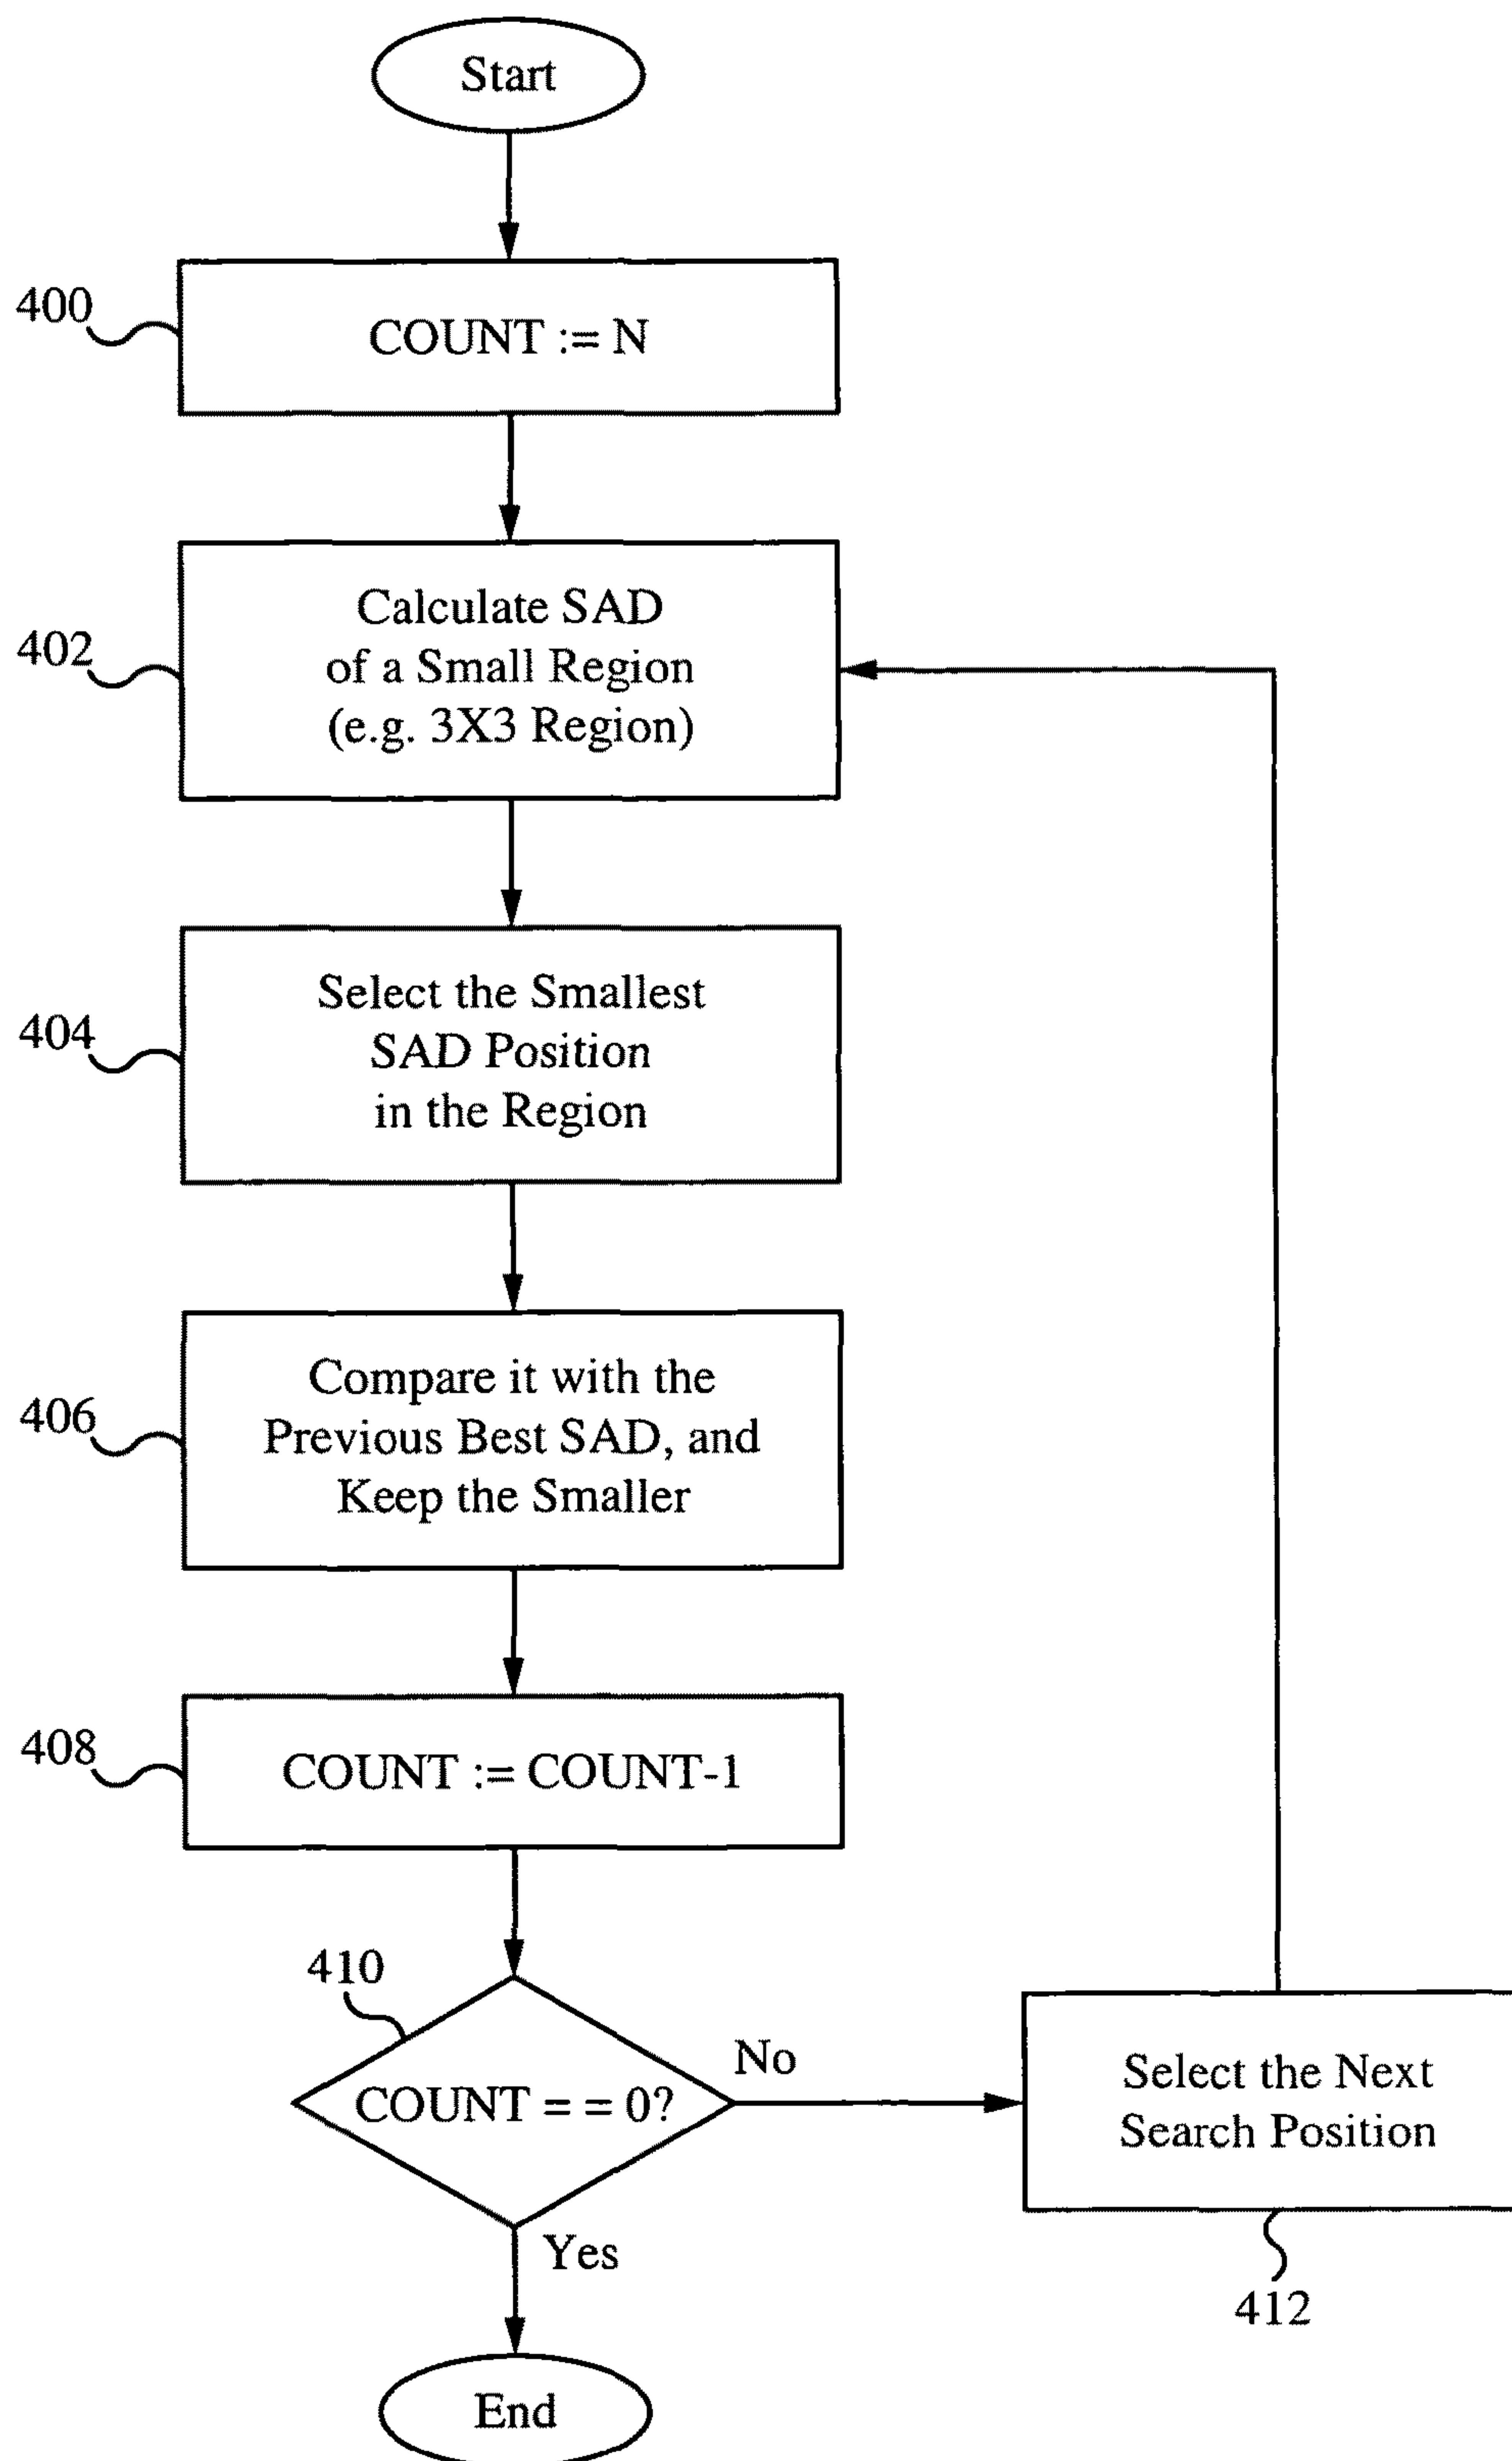 Start
400
COUNT := N
402
Calculate SAD
of a Small Region
(e.g. 3X3 Region)
404
Select the Smallest
SAD Position
in the Region
406
Compare it with the
Previous Best SAD, and
Keep the Smaller
408
COUNT := COUNT-1
410
COUNT = = 0?
No
Select the Next
Search Position
412
Yes
End